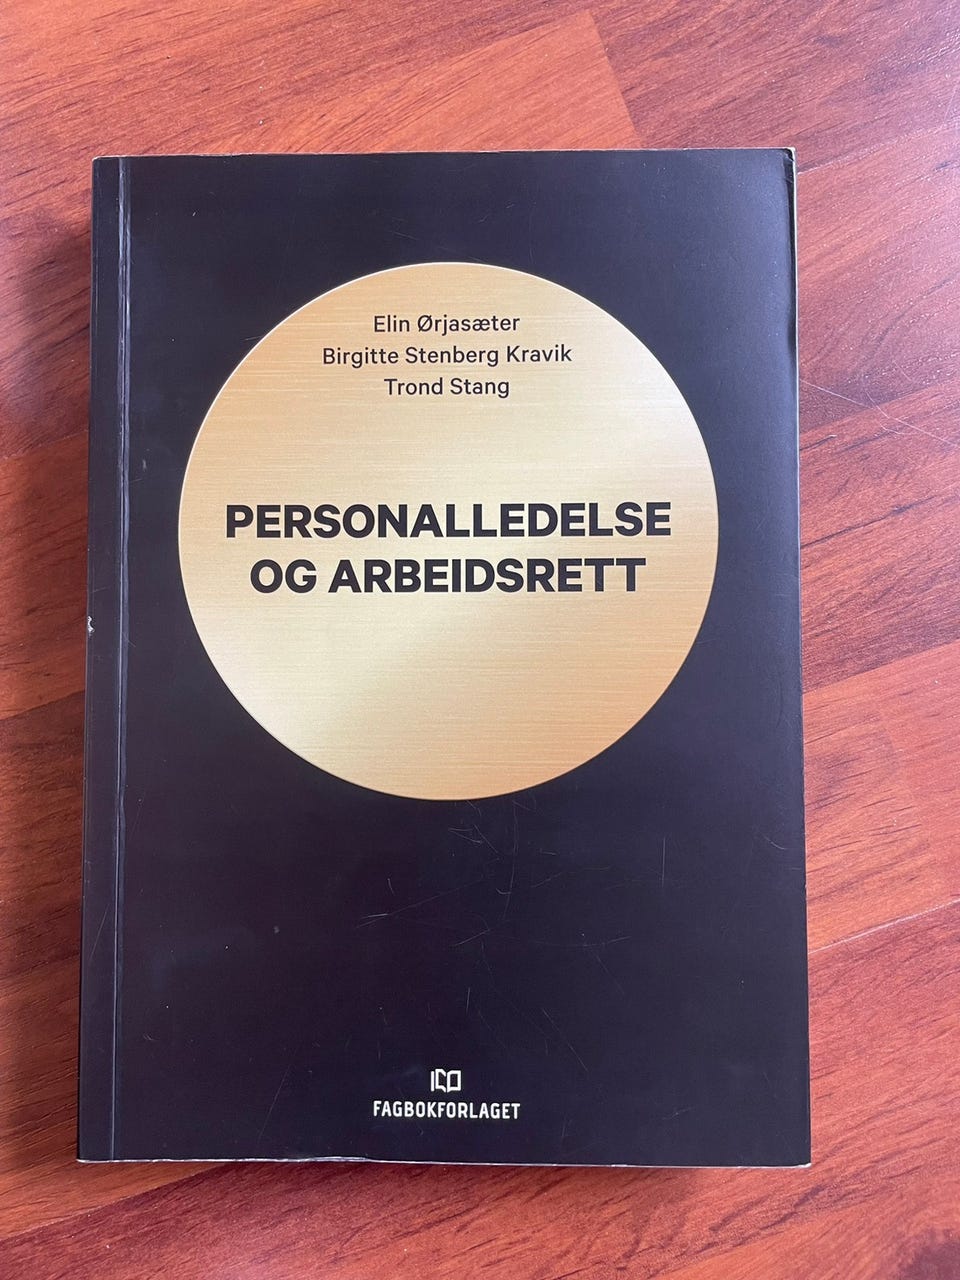 Elin Ørjasæter
Birgitte Stenberg Kravik
Trond Stang
PERSONALLEDELSE
OG ARBEIDSRETT
FAGBOKFORLAGET